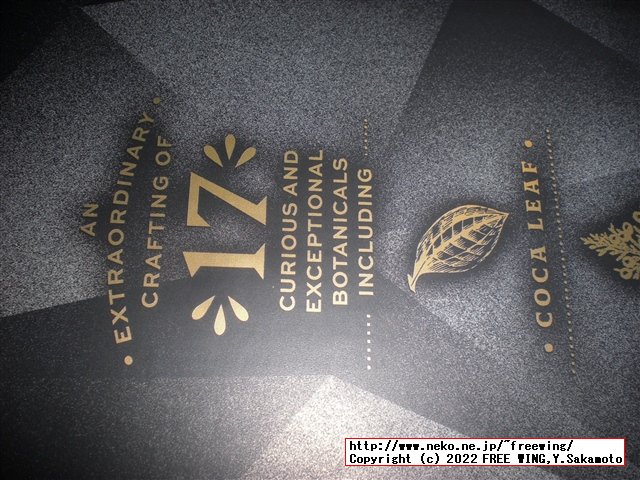 AN
• EXTRAORDINARY •
CRAFTING OF
17
CURIOUS AND
EXCEPTIONAL
BOTANICALS
INCLUDING
• COCA LEAF •
http://www.neko.ne.jp/~freewing/
Copyright (c) 2022 FREE WING,Y.Sakamoto